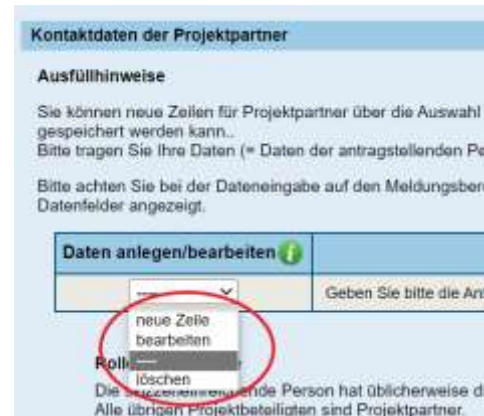 Kontaktdaten der Projektpartner
Ausfüllhinweise
Sie können neue Zeilen für Projektpartner über die Auswahl
gespeichert werden kann..
Bitte tragen Sie Ihre Daten (= Daten der antragstellenden Pe
Bitte achten Sie bei der Dateneingabe auf den Meldungsber
Datenfelder angezeigt.
Daten anlegen/bearbeiten
----
Geben Sie bitte die Ant
neue Zeile
bearbeiten
----
löschen
Die
Person hat üblicherweise d
Alle übrigen Projektbeteiligten sind Projektpartner.